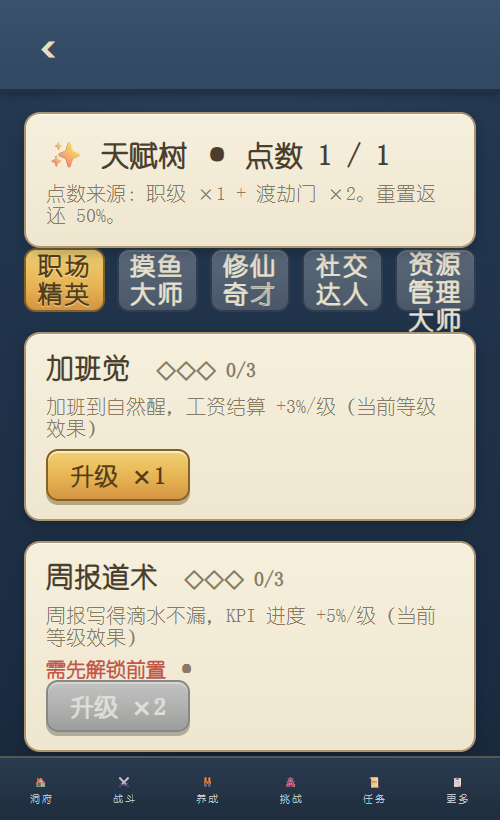 ‹
✨ 天赋树 • 点数 1 / 1
点数来源: 职级 ×1 + 渡劫门 ×2。重置返
还 50%。
职场
精英
摸鱼
大师
修仙
奇才
社交
达人
资源
管理
大师
加班觉 ◇◇◇ 0/3
加班到自然醒, 工资结算 +3%/级 (当前等级
效果)
升级 ×1
周报道术 ◇◇◇ 0/3
周报写得滴水不漏, KPI 进度 +5%/级 (当前
等级效果)
需先解锁前置 •
升级 ×2
洞府 战斗 养成 挑战 任务 更多